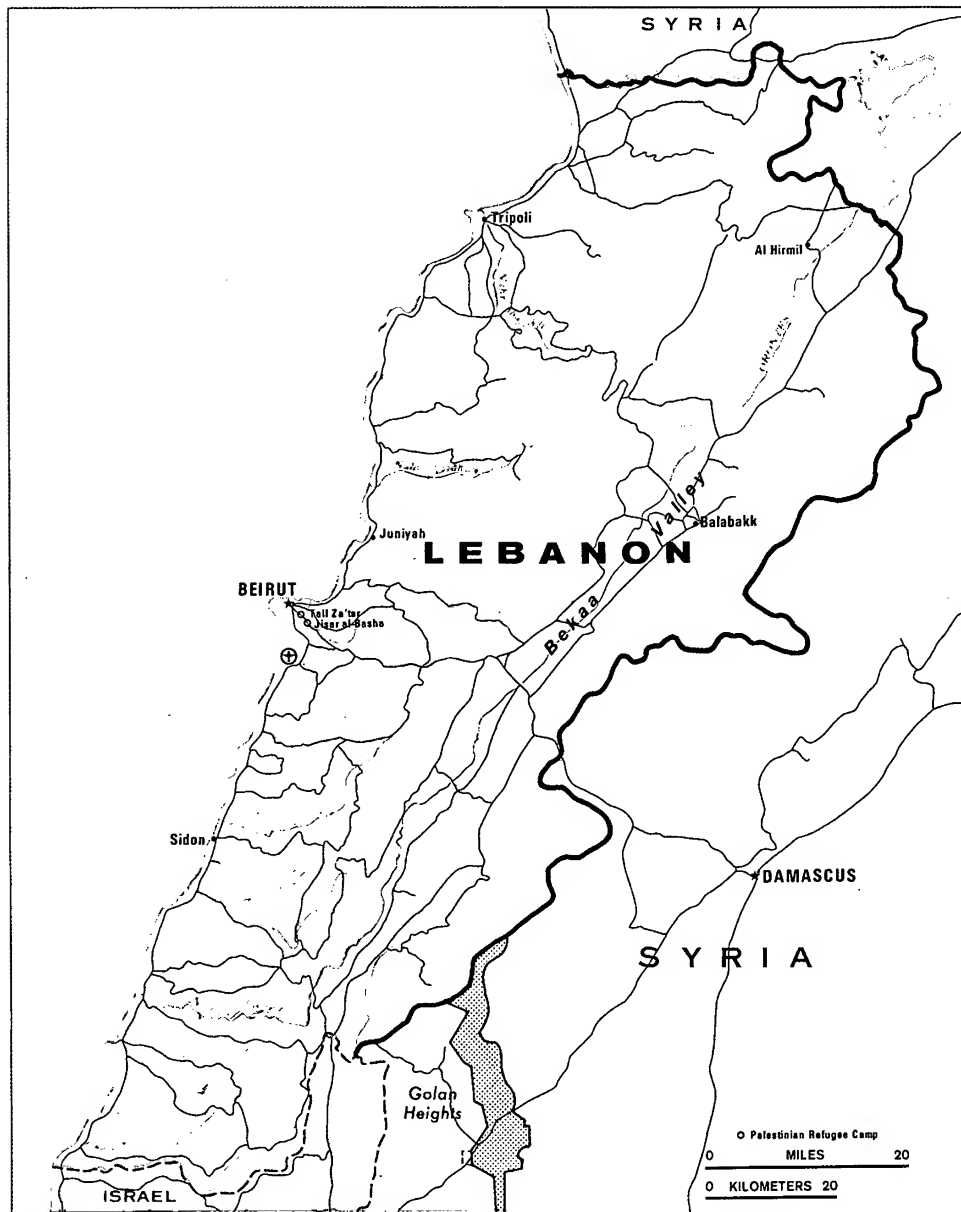 SYRIA
Tripoli
Al Hirmil
Valley
Balabakk
Juniyah
LEBANON
BEIRUT
Tall Za'tar
Jisr al-Basha
Bekaa
Sidon
DAMASCUS
SYRIA
Golan
Heights
Palestinian Refugee Camp
0 MILES 20
0 KILOMETERS 20
ISRAEL